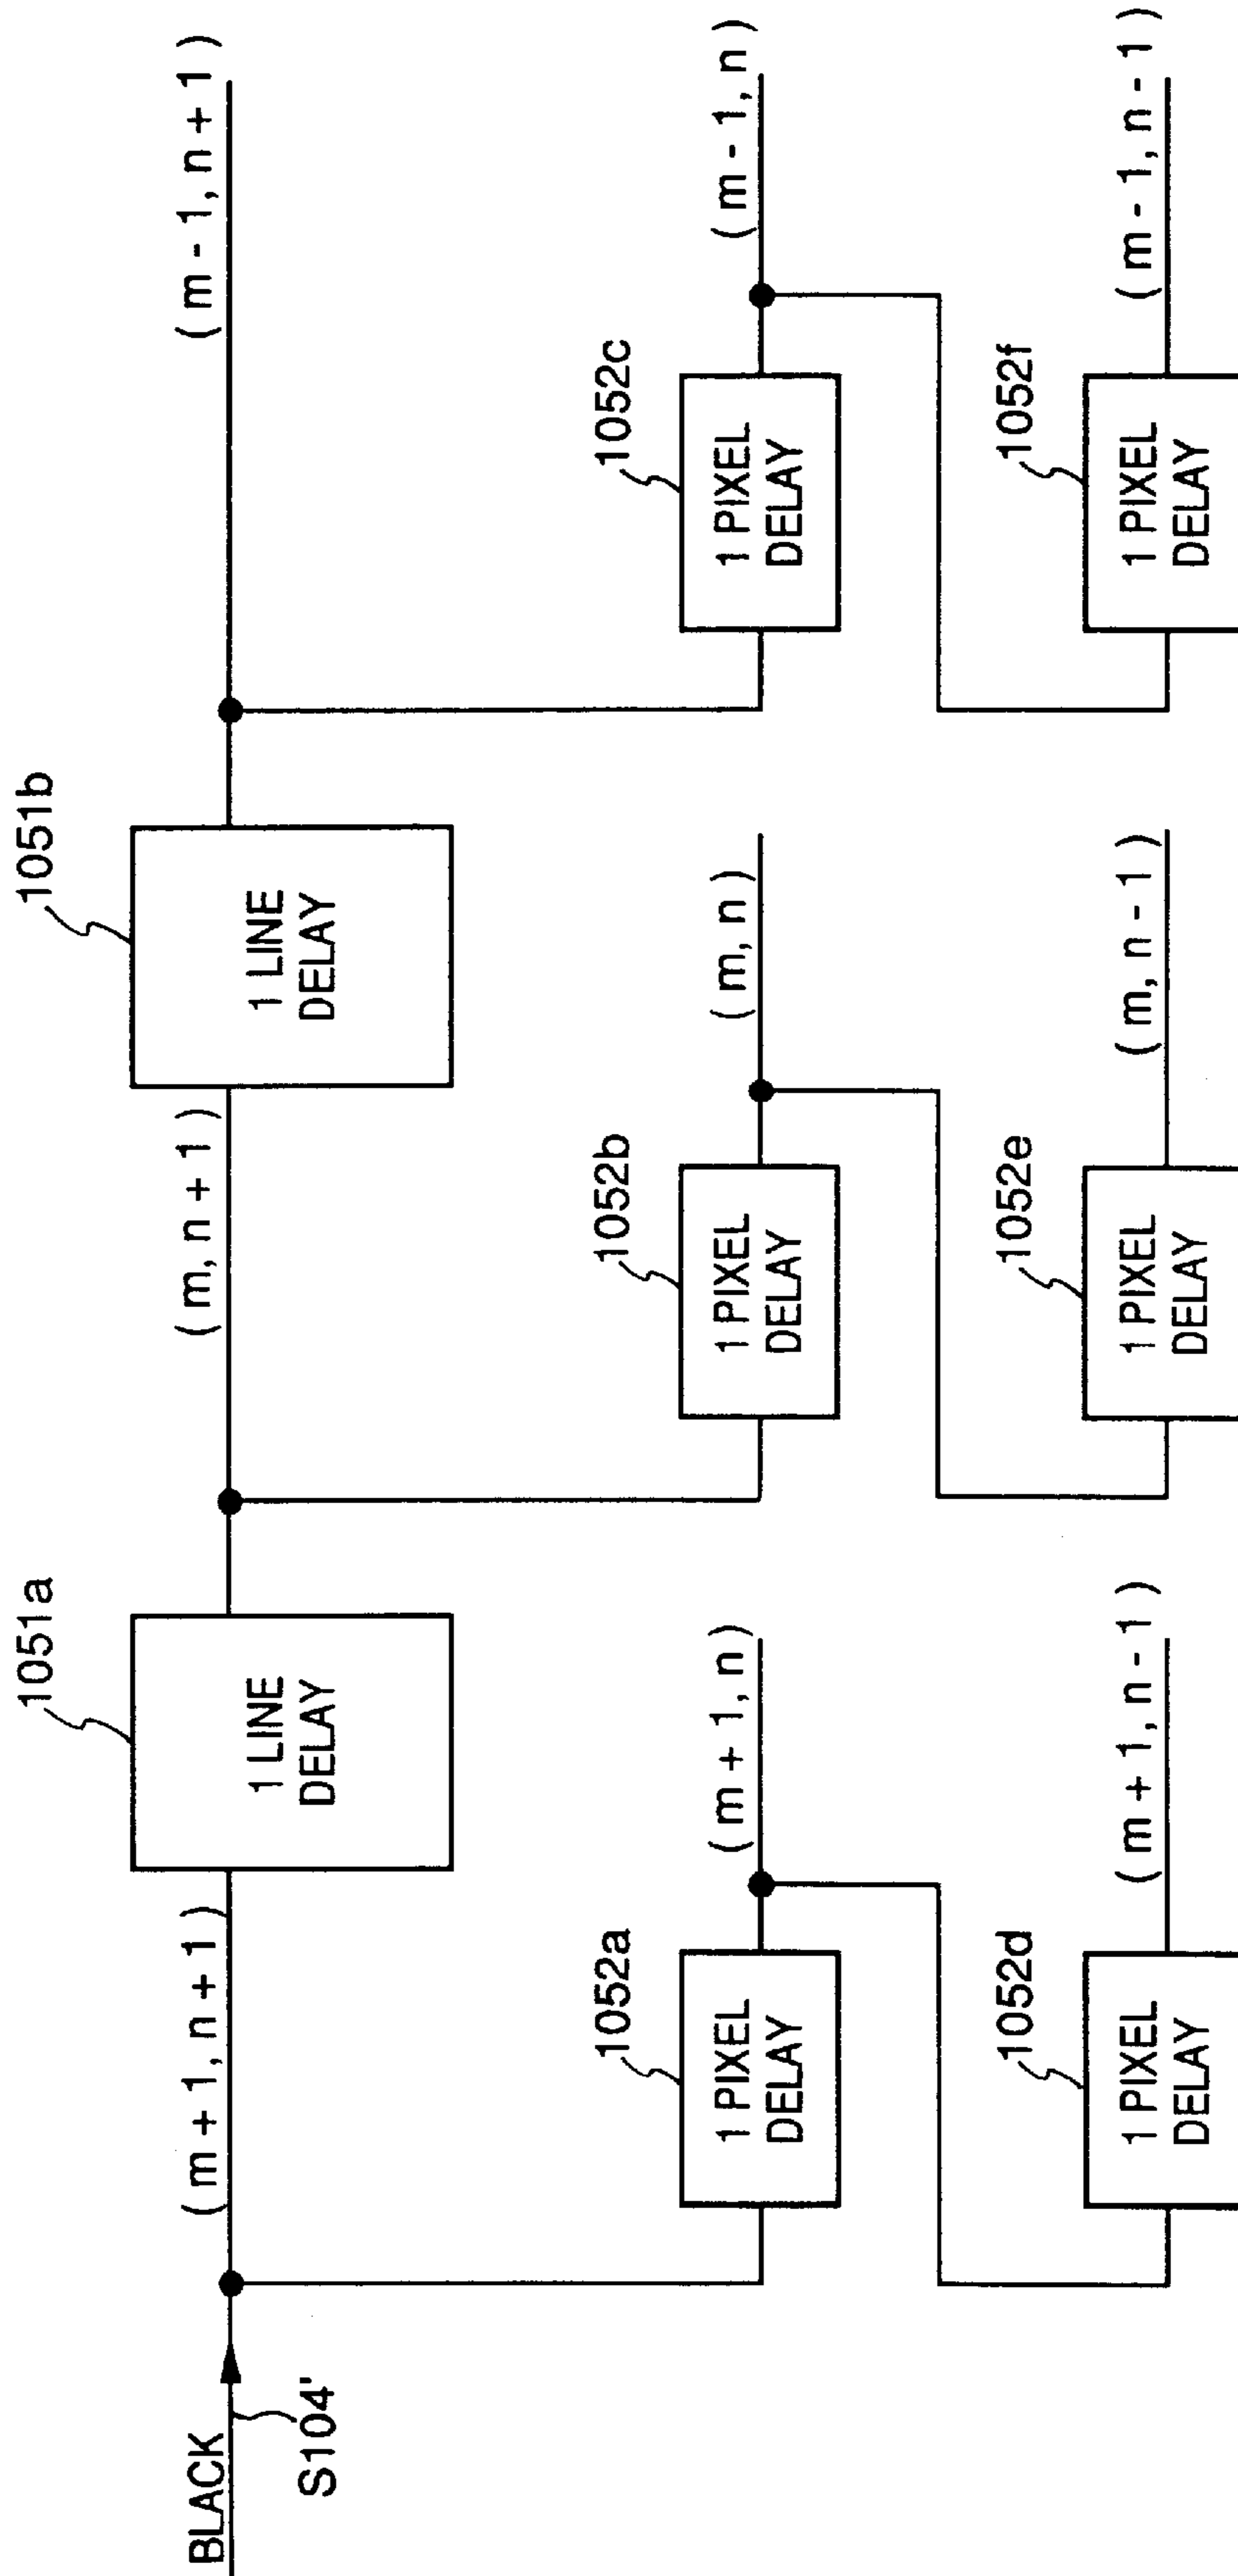 BLACK
S104'
( m + 1, n + 1 )
1051a
1 LINE
DELAY
( m, n + 1 )
1051b
1 LINE
DELAY
( m - 1, n + 1 )
1052a
1 PIXEL
DELAY
( m + 1, n )
1052b
1 PIXEL
DELAY
( m, n )
1052c
1 PIXEL
DELAY
( m - 1, n )
1052d
1 PIXEL
DELAY
( m + 1, n - 1 )
1052e
1 PIXEL
DELAY
( m, n - 1 )
1052f
1 PIXEL
DELAY
( m - 1, n - 1 )